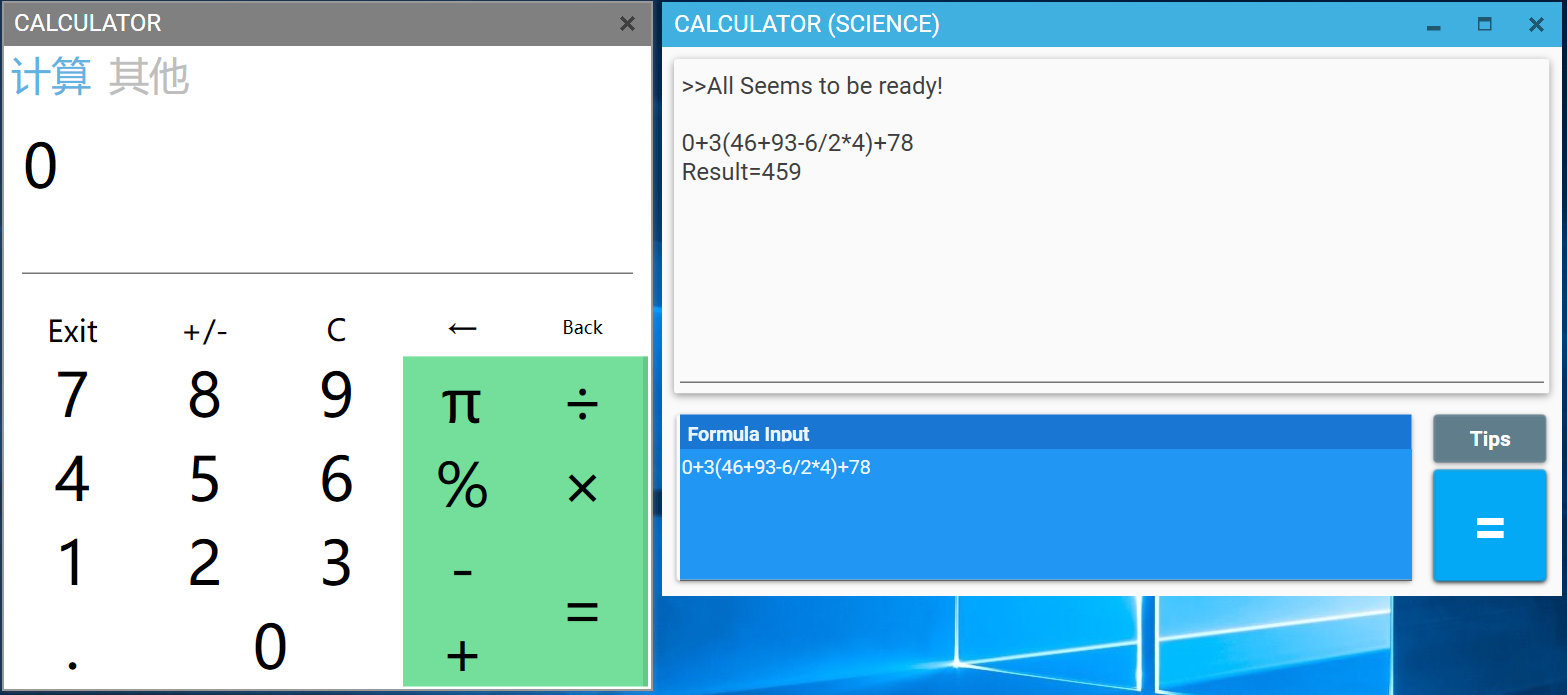 CALCULATOR
计算 其他
0
Exit +/- C ← Back
7 8 9 π ÷
4 5 6 % ×
1 2 3 - =
. 0 +
CALCULATOR (SCIENCE)
>>All Seems to be ready!
0+3(46+93-6/2*4)+78
Result=459
Formula Input
0+3(46+93-6/2*4)+78
Tips
=